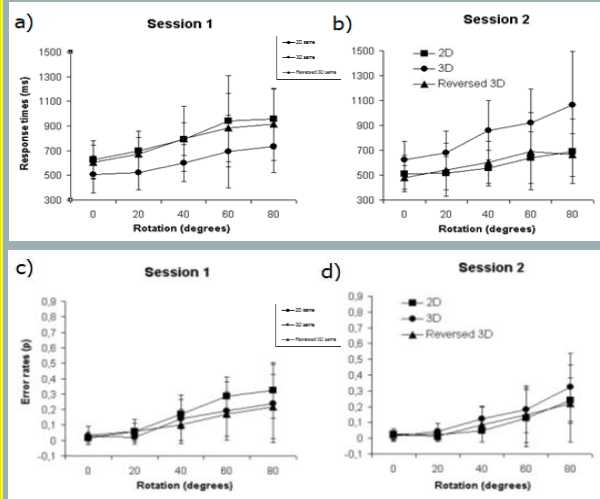 a)
Session 1
2D same
3D same
Reversed 3D same
Response times (ms)
1500
1300
1100
900
700
500
300
0 20 40 60 80
Rotation (degrees)
b)
Session 2
2D
3D
Reversed 3D
1500
1300
1100
900
700
500
300
0 20 40 60 80
Rotation (degrees)
c)
Session 1
2D same
3D same
Reversed 3D same
Error rates (p)
0,9
0,8
0,7
0,6
0,5
0,4
0,3
0,2
0,1
0
-0,1
0 20 40 60 80
Rotation (degrees)
d)
Session 2
2D
3D
Reversed 3D
0,9
0,8
0,7
0,6
0,5
0,4
0,3
0,2
0,1
0
-0,1
0 20 40 60 80
Rotation (degrees)